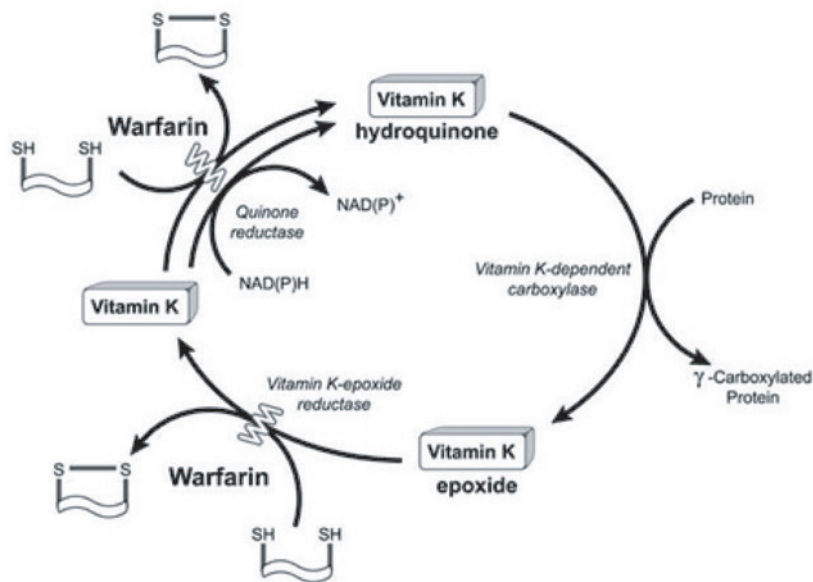 S S
Warfarin
SH SH
Vitamin K
hydroquinone
NAD(P)+
Quinone
reductase
NAD(P)H
Protein
Vitamin K-dependent
carboxylase
Vitamin K
γ-Carboxylated
Protein
Vitamin K-epoxide
reductase
Vitamin K
epoxide
S S
Warfarin
SH SH